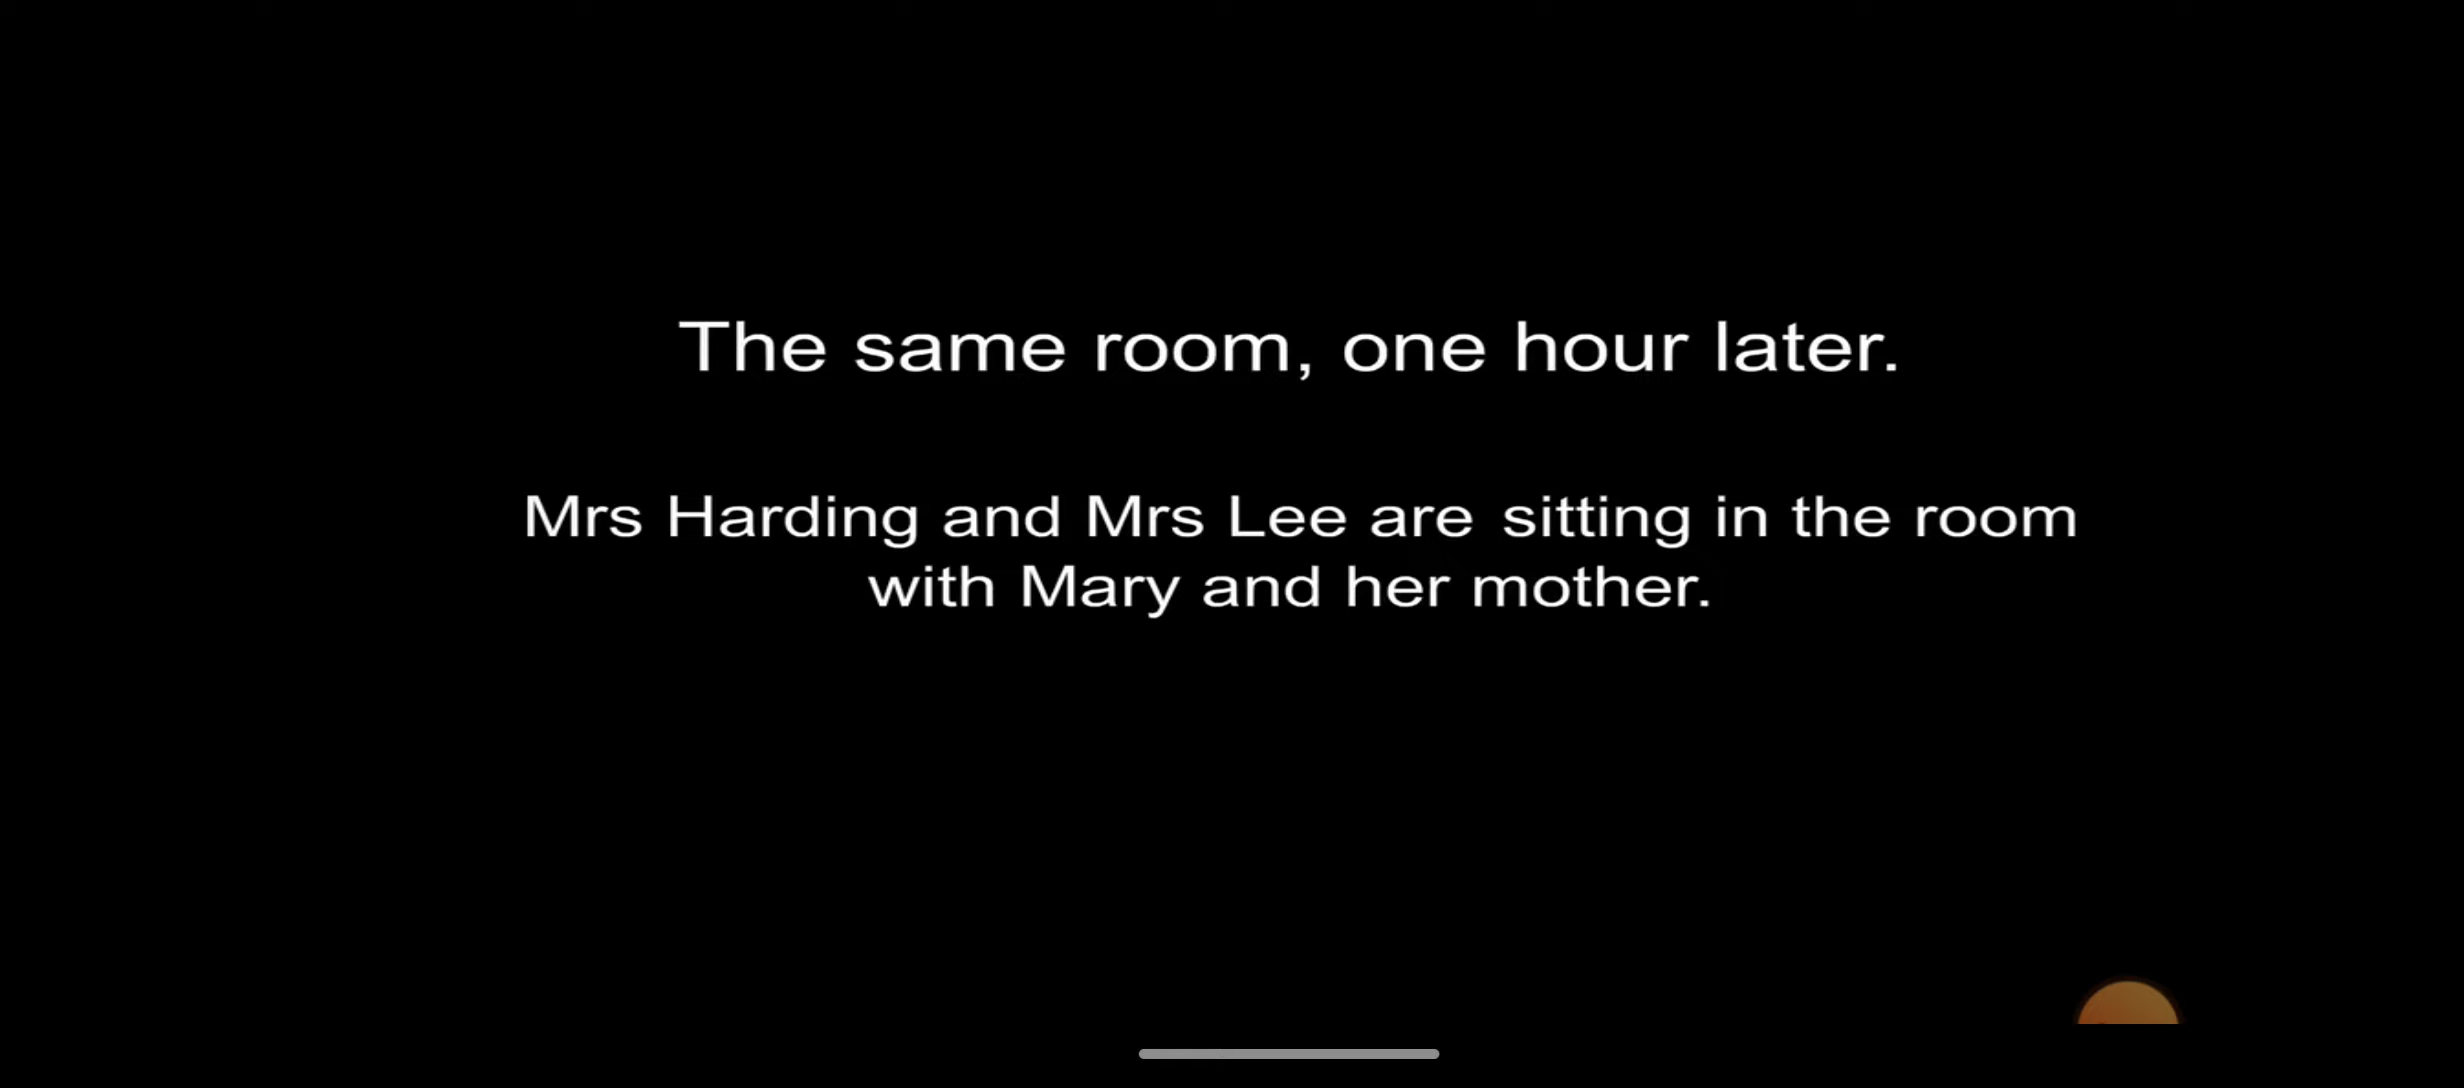 The same room, one hour later.
Mrs Harding and Mrs Lee are sitting in the room
with Mary and her mother.